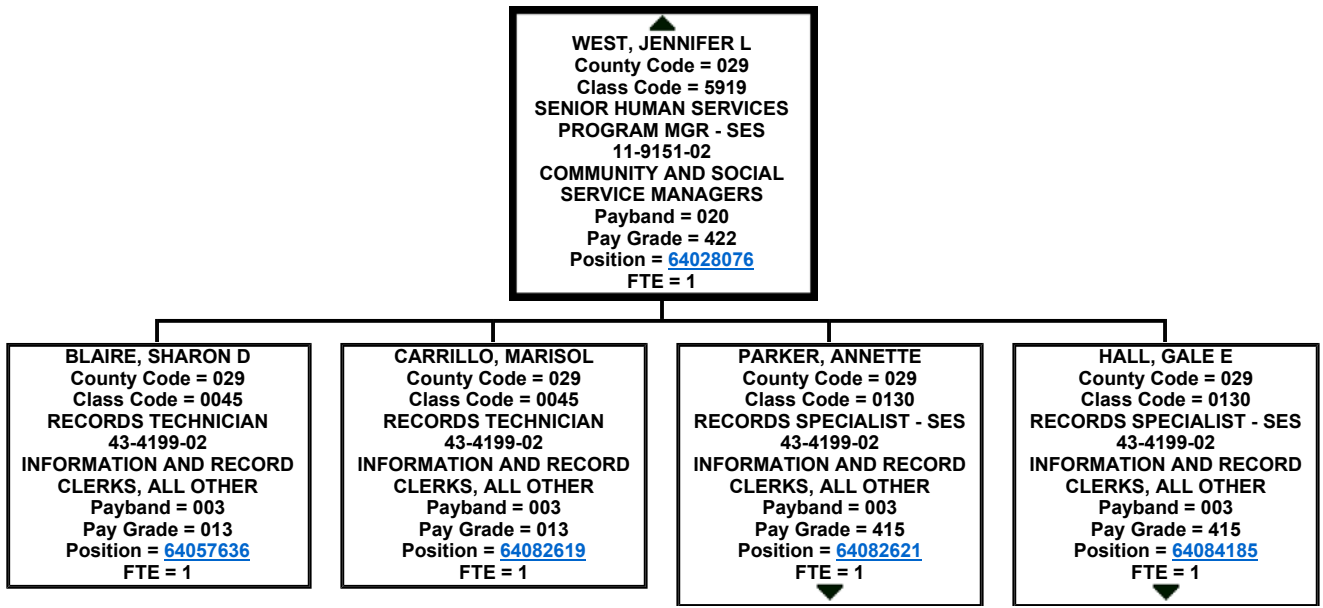 WEST, JENNIFER L
County Code = 029
Class Code = 5919
SENIOR HUMAN SERVICES
PROGRAM MGR - SES
11-9151-02
COMMUNITY AND SOCIAL
SERVICE MANAGERS
Payband = 020
Pay Grade = 422
Position = 64028076
FTE = 1
BLAIRE, SHARON D
County Code = 029
Class Code = 0045
RECORDS TECHNICIAN
43-4199-02
INFORMATION AND RECORD
CLERKS, ALL OTHER
Payband = 003
Pay Grade = 013
Position = 64057636
FTE = 1
CARRILLO, MARISOL
County Code = 029
Class Code = 0045
RECORDS TECHNICIAN
43-4199-02
INFORMATION AND RECORD
CLERKS, ALL OTHER
Payband = 003
Pay Grade = 013
Position = 64082619
FTE = 1
PARKER, ANNETTE
County Code = 029
Class Code = 0130
RECORDS SPECIALIST - SES
43-4199-02
INFORMATION AND RECORD
CLERKS, ALL OTHER
Payband = 003
Pay Grade = 415
Position = 64082621
FTE = 1
HALL, GALE E
County Code = 029
Class Code = 0130
RECORDS SPECIALIST - SES
43-4199-02
INFORMATION AND RECORD
CLERKS, ALL OTHER
Payband = 003
Pay Grade = 415
Position = 64084185
FTE = 1